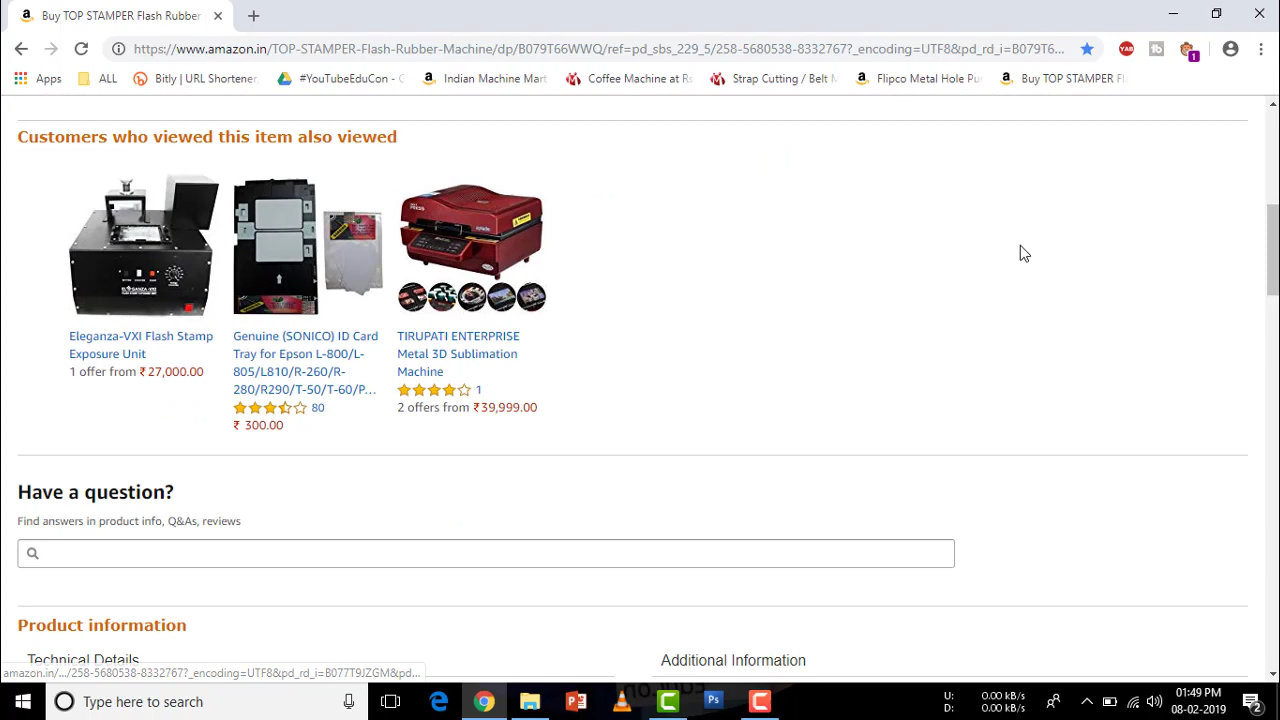 Buy TOP STAMPER Flash Rubber
https://www.amazon.in/TOP-STAMPER-Flash-Rubber-Machine/dp/B079T66WWQ/ref=pd_sbs_229_5/258-5680538-8332767?_encoding=UTF8&pd_rd_i=B079T6...
Apps ALL Bitly | URL Shortener, #YouTubeEduCon - G Indian Machine Mart Coffee Machine at Rs Strap Cutting / Belt M Flipco Metal Hole Pu Buy TOP STAMPER Fla
Customers who viewed this item also viewed
Eleganza-VXI Flash Stamp
Exposure Unit
1 offer from ₹27,000.00
Genuine (SONICO) ID Card
Tray for Epson L-800/L-
805/L810/R-260/R-
280/R290/T-50/T-60/P...
80
₹ 300.00
TIRUPATI ENTERPRISE
Metal 3D Sublimation
Machine
1
2 offers from ₹39,999.00
Have a question?
Find answers in product info, Q&As, reviews
Product information
Technical Details
Additional Information
amazon.in/.../258-5680538-8332767?_encoding=UTF8&pd_rd_i=B077T9JZGM&pd...
Type here to search
U: 0.00 kB/s
D: 0.00 kB/s
01:49 PM
08-02-2019
2